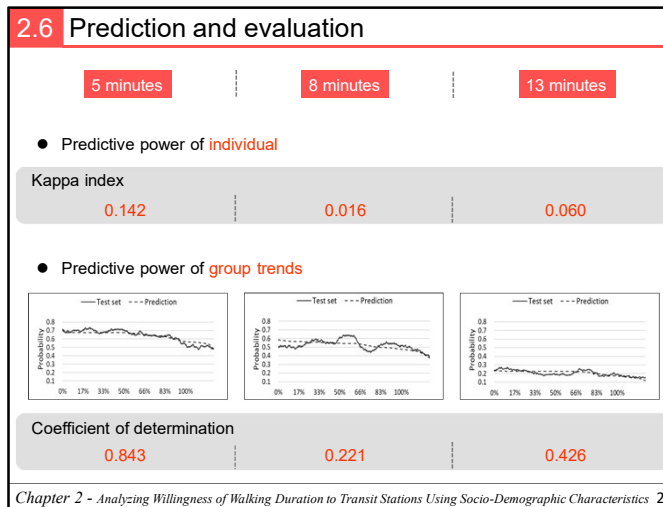 2.6 Prediction and evaluation
5 minutes 8 minutes 13 minutes
● Predictive power of individual
Kappa index
0.142 0.016 0.060
● Predictive power of group trends
Test set Prediction
Probability
0.8
0.7
0.6
0.5
0.4
0.3
0.2
0.1
0% 17% 33% 50% 66% 83% 100%
Test set Prediction
Probability
0.8
0.7
0.6
0.5
0.4
0.3
0.2
0.1
0% 17% 33% 50% 66% 83% 100%
Test set Prediction
Probability
0.8
0.7
0.6
0.5
0.4
0.3
0.2
0.1
0% 17% 33% 50% 66% 83% 100%
Coefficient of determination
0.843 0.221 0.426
Chapter 2 - Analyzing Willingness of Walking Duration to Transit Stations Using Socio-Demographic Characteristics 2